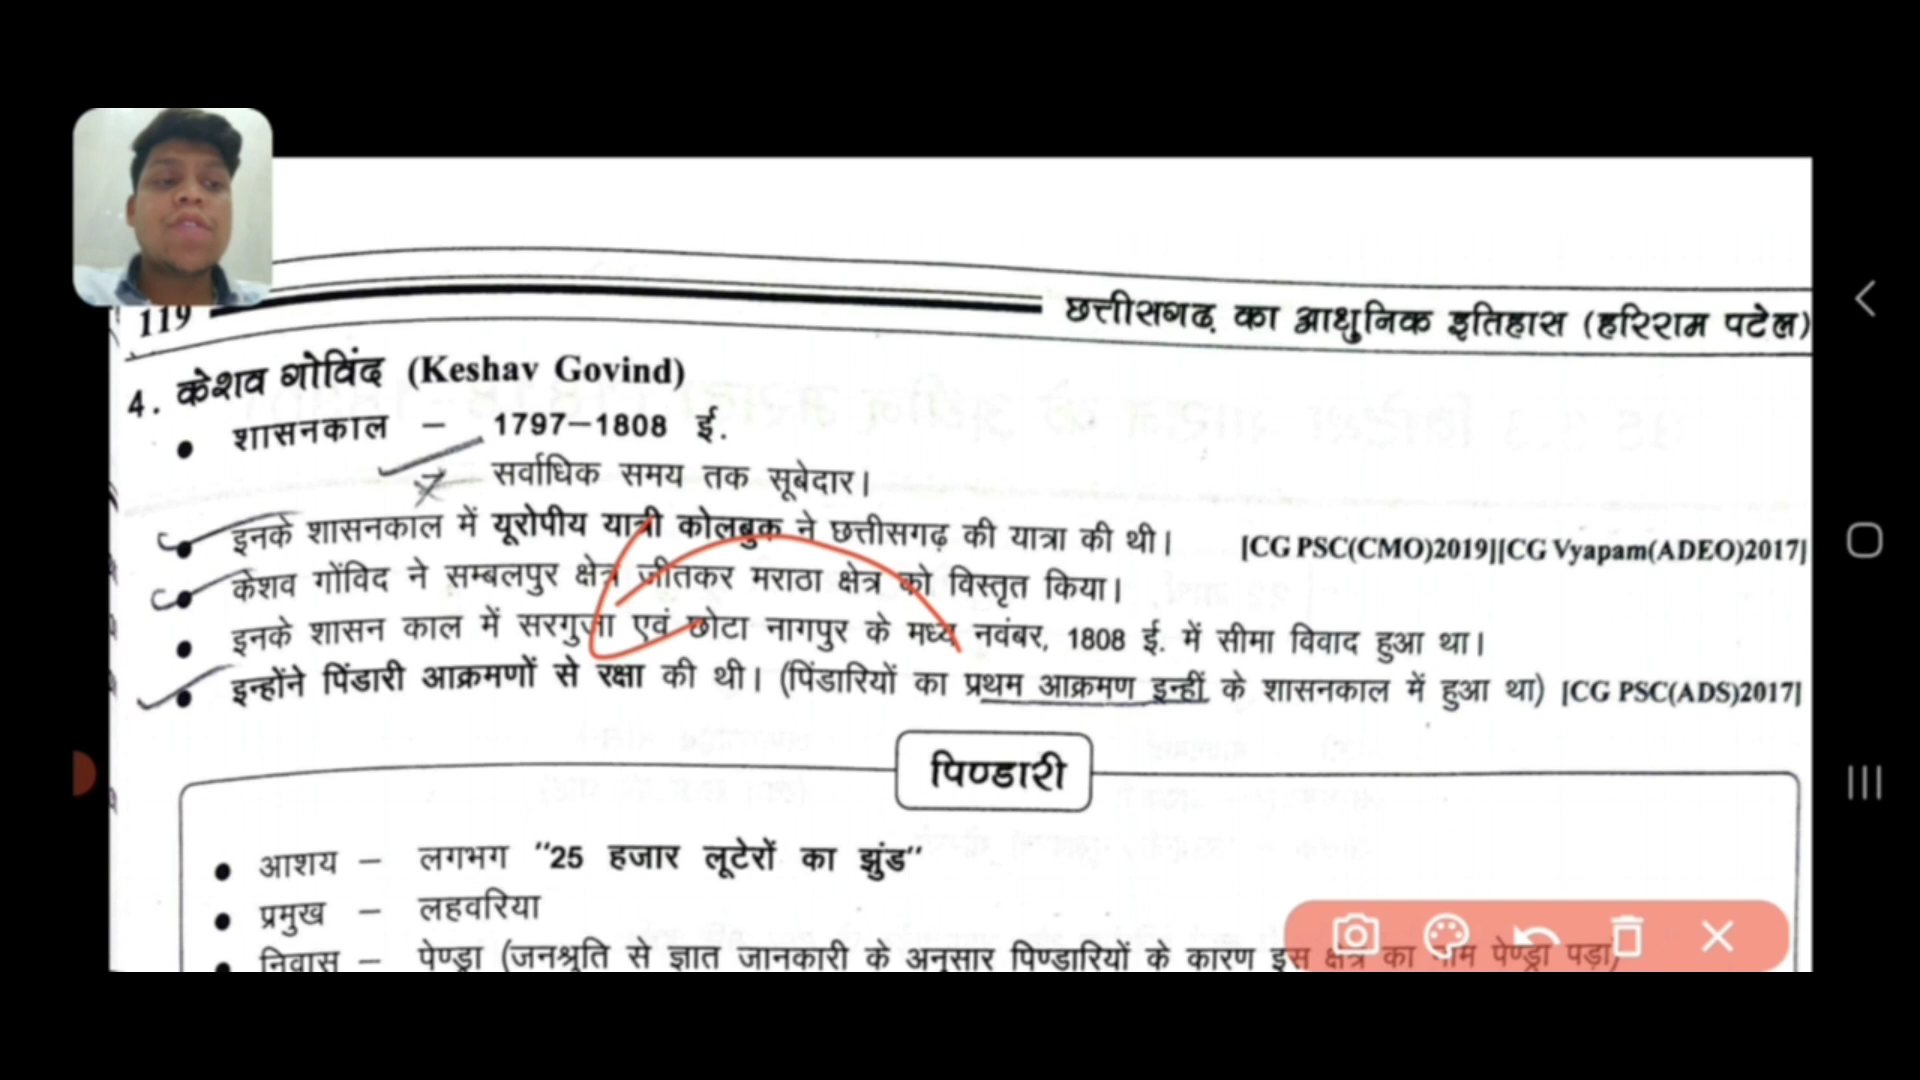 119 छत्तीसगढ़ का आधुनिक इतिहास (हरिराम पटेल)
4. केशव गोविंद (Keshav Govind)
• शासनकाल – 1797–1808 ई.
सर्वाधिक समय तक सूबेदार।
• इनके शासनकाल में यूरोपीय यात्री कोलब्रुक ने छत्तीसगढ़ की यात्रा की थी। [CG PSC(CMO)2019][CG Vyapam(ADEO)2017]
• केशव गोंविद ने सम्बलपुर क्षेत्र जीतकर मराठा क्षेत्र को विस्तृत किया।
• इनके शासन काल में सरगुजा एवं छोटा नागपुर के मध्य नवंबर, 1808 ई. में सीमा विवाद हुआ था।
• इन्होंने पिंडारी आक्रमणों से रक्षा की थी। (पिंडारियों का प्रथम आक्रमण इन्हीं के शासनकाल में हुआ था) [CG PSC(ADS)2017]
पिण्डारी
• आशय – लगभग "25 हजार लूटेरों का झुंड"
• प्रमुख – लहवरिया
• निवास – पेण्ड्रा (जनश्रुति से ज्ञात जानकारी के अनुसार पिण्डारियों के कारण इस क्षेत्र का नाम पेण्ड्रा पड़ा)